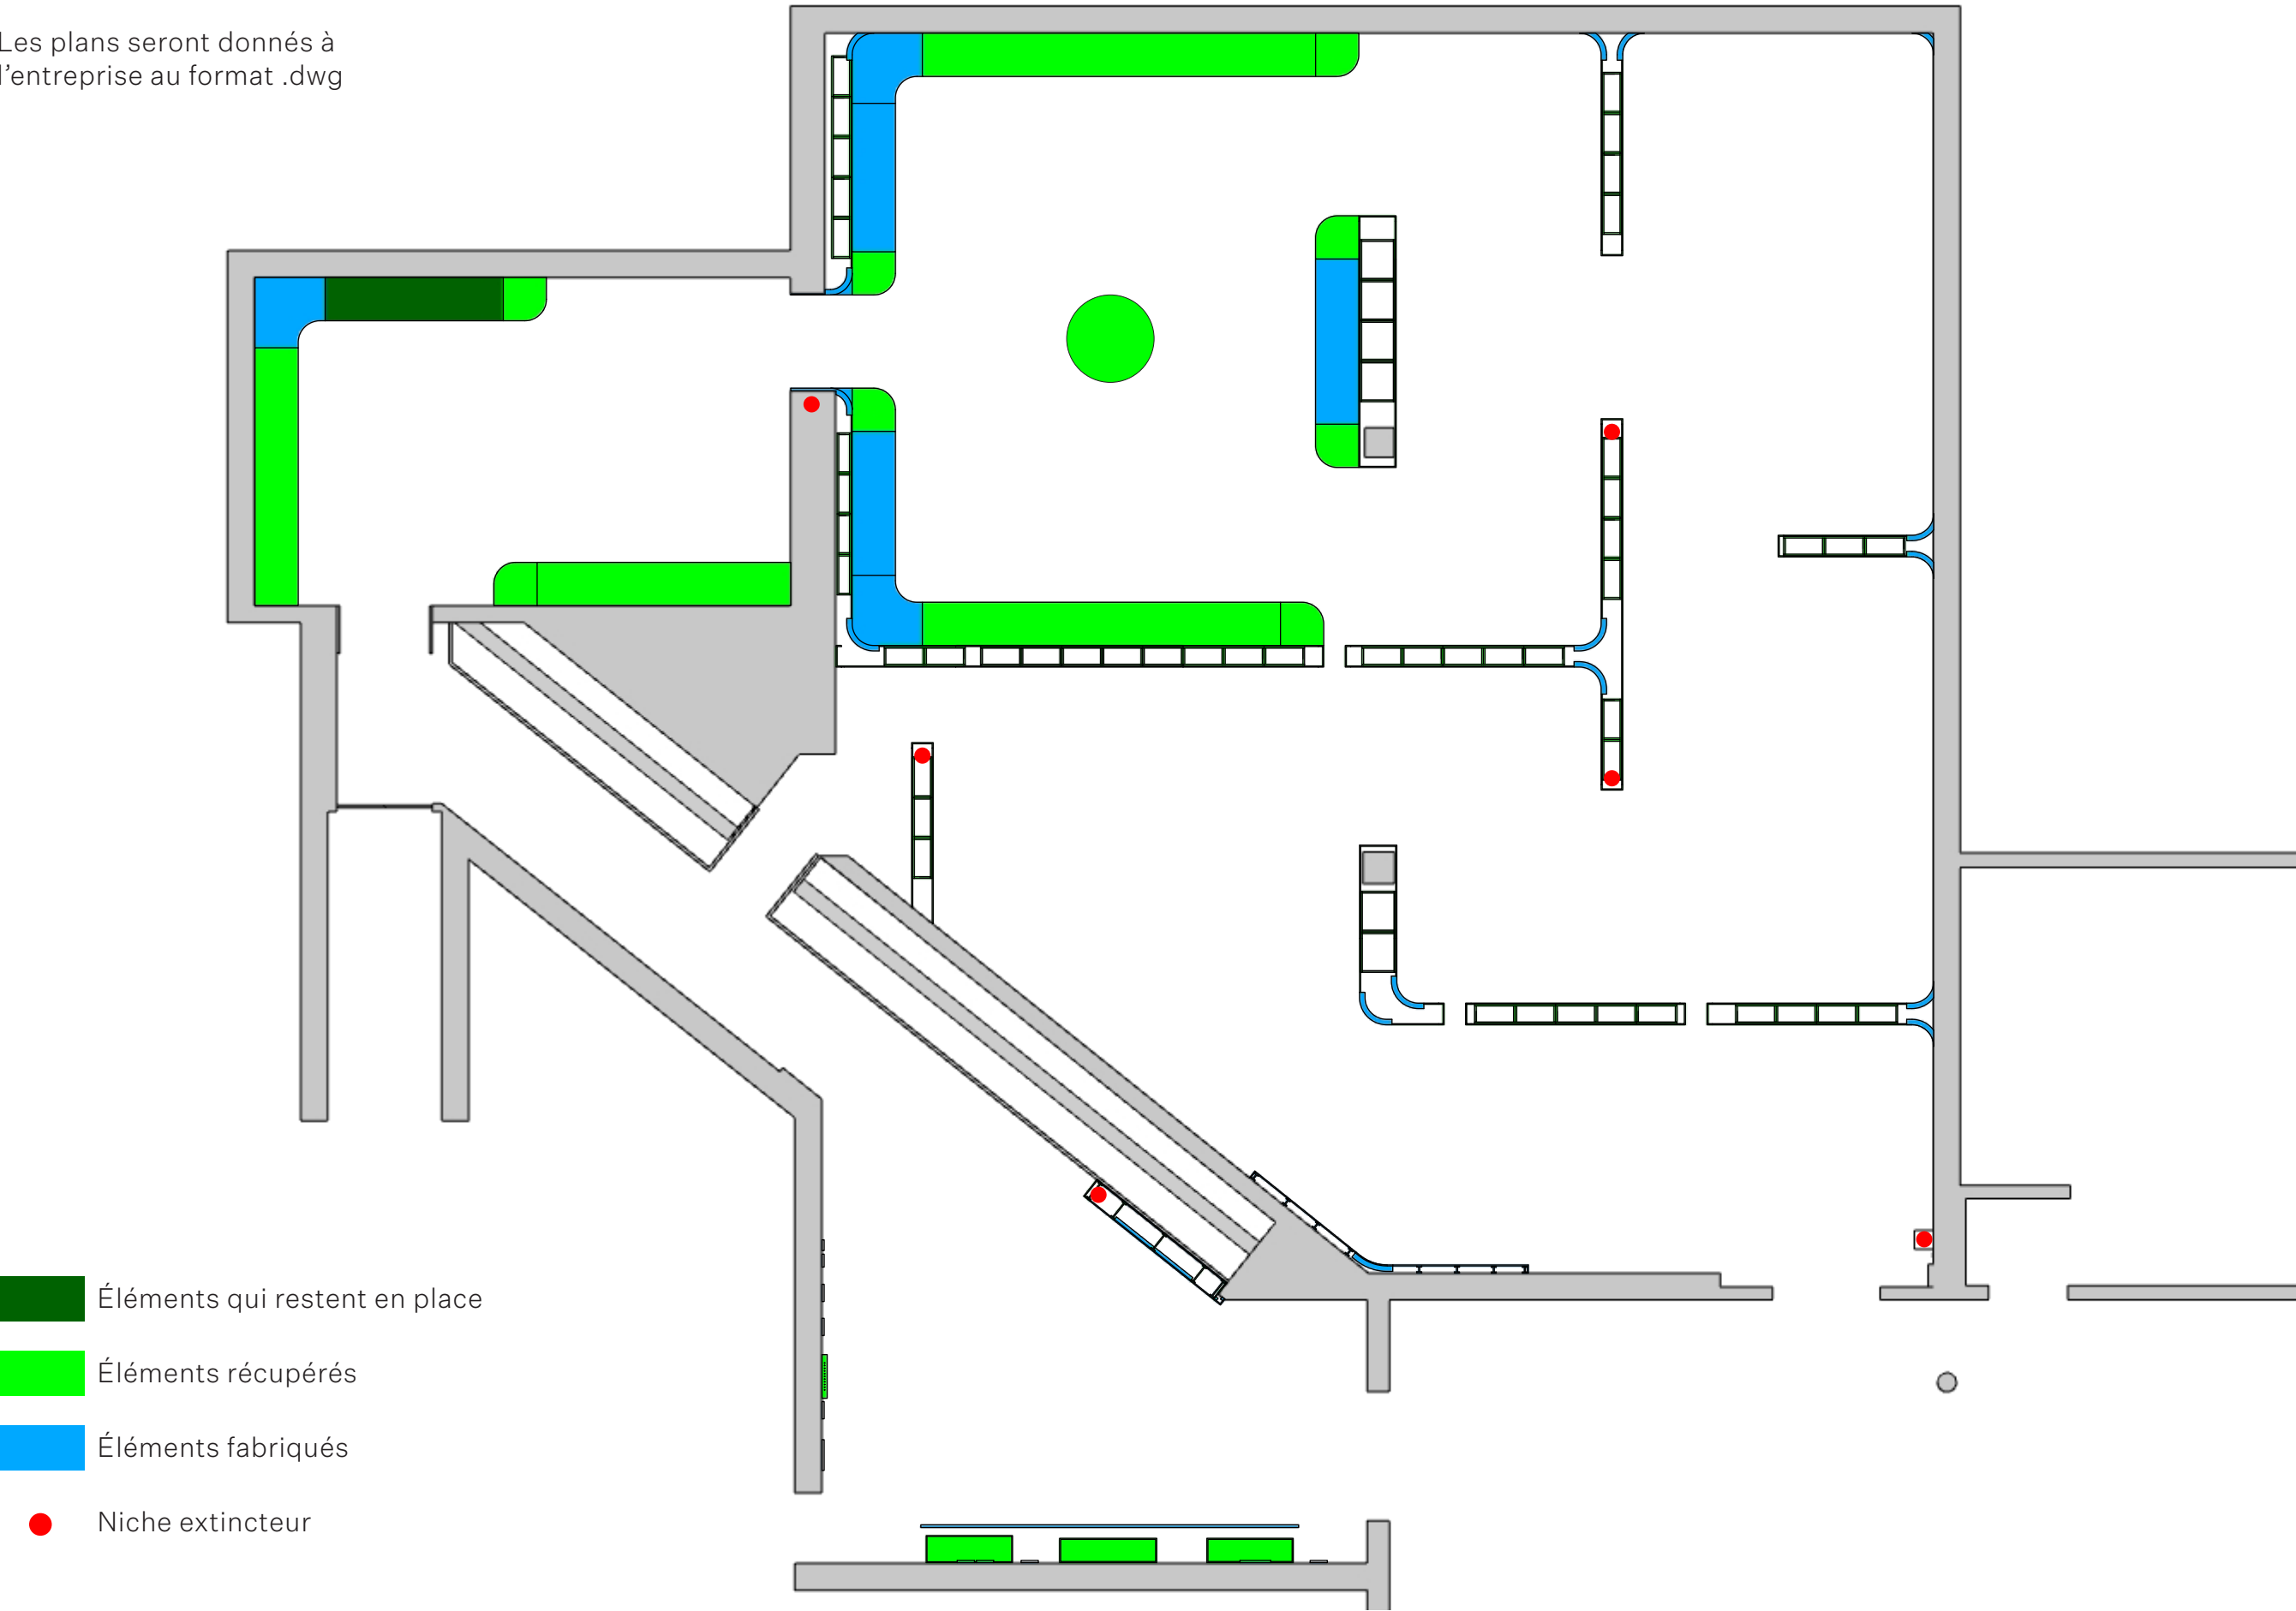 Les plans seront donnés à
l’entreprise au format .dwg
Éléments qui restent en place
Éléments récupérés
Éléments fabriqués
Niche extincteur